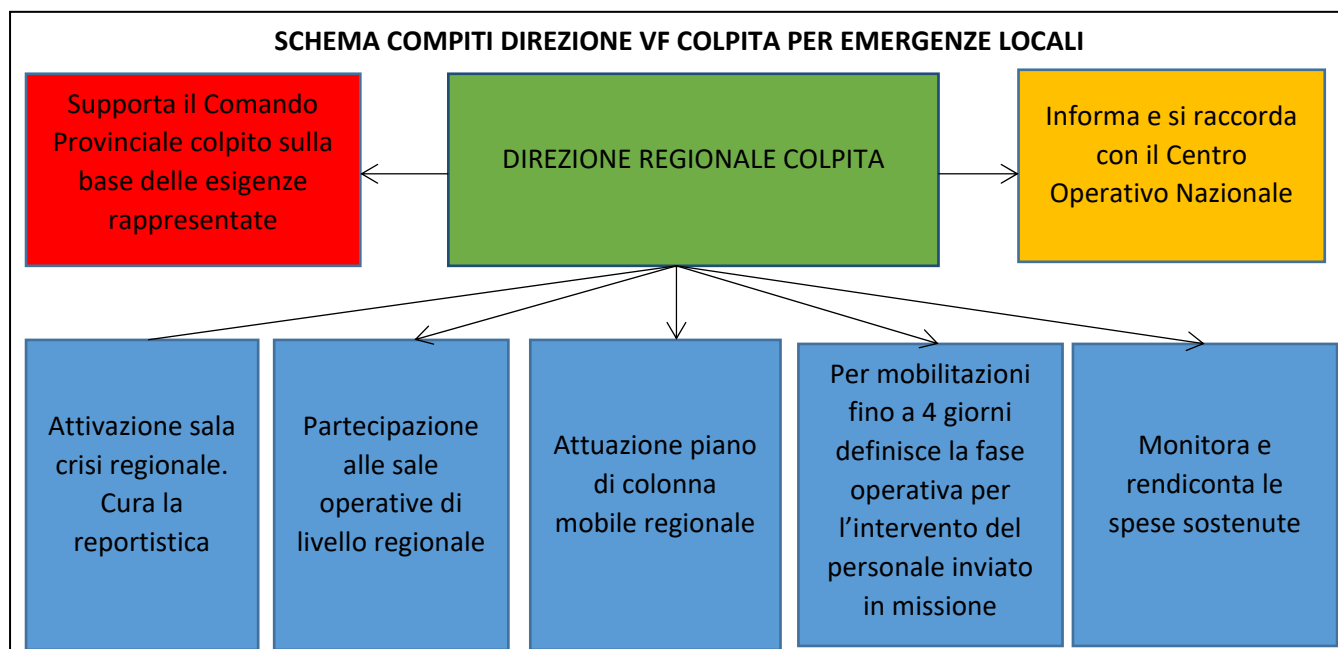 SCHEMA COMPITI DIREZIONE VF COLPITA PER EMERGENZE LOCALI
Supporta il Comando
Provinciale colpito sulla
base delle esigenze
rappresentate
DIREZIONE REGIONALE COLPITA
Informa e si raccorda
con il Centro
Operativo Nazionale
Attivazione sala
crisi regionale.
Cura la
reportistica
Partecipazione
alle sale
operative di
livello regionale
Attuazione piano
di colonna
mobile regionale
Per mobilitazioni
fino a 4 giorni
definisce la fase
operativa per
l’intervento del
personale inviato
in missione
Monitora e
rendiconta le
spese sostenute